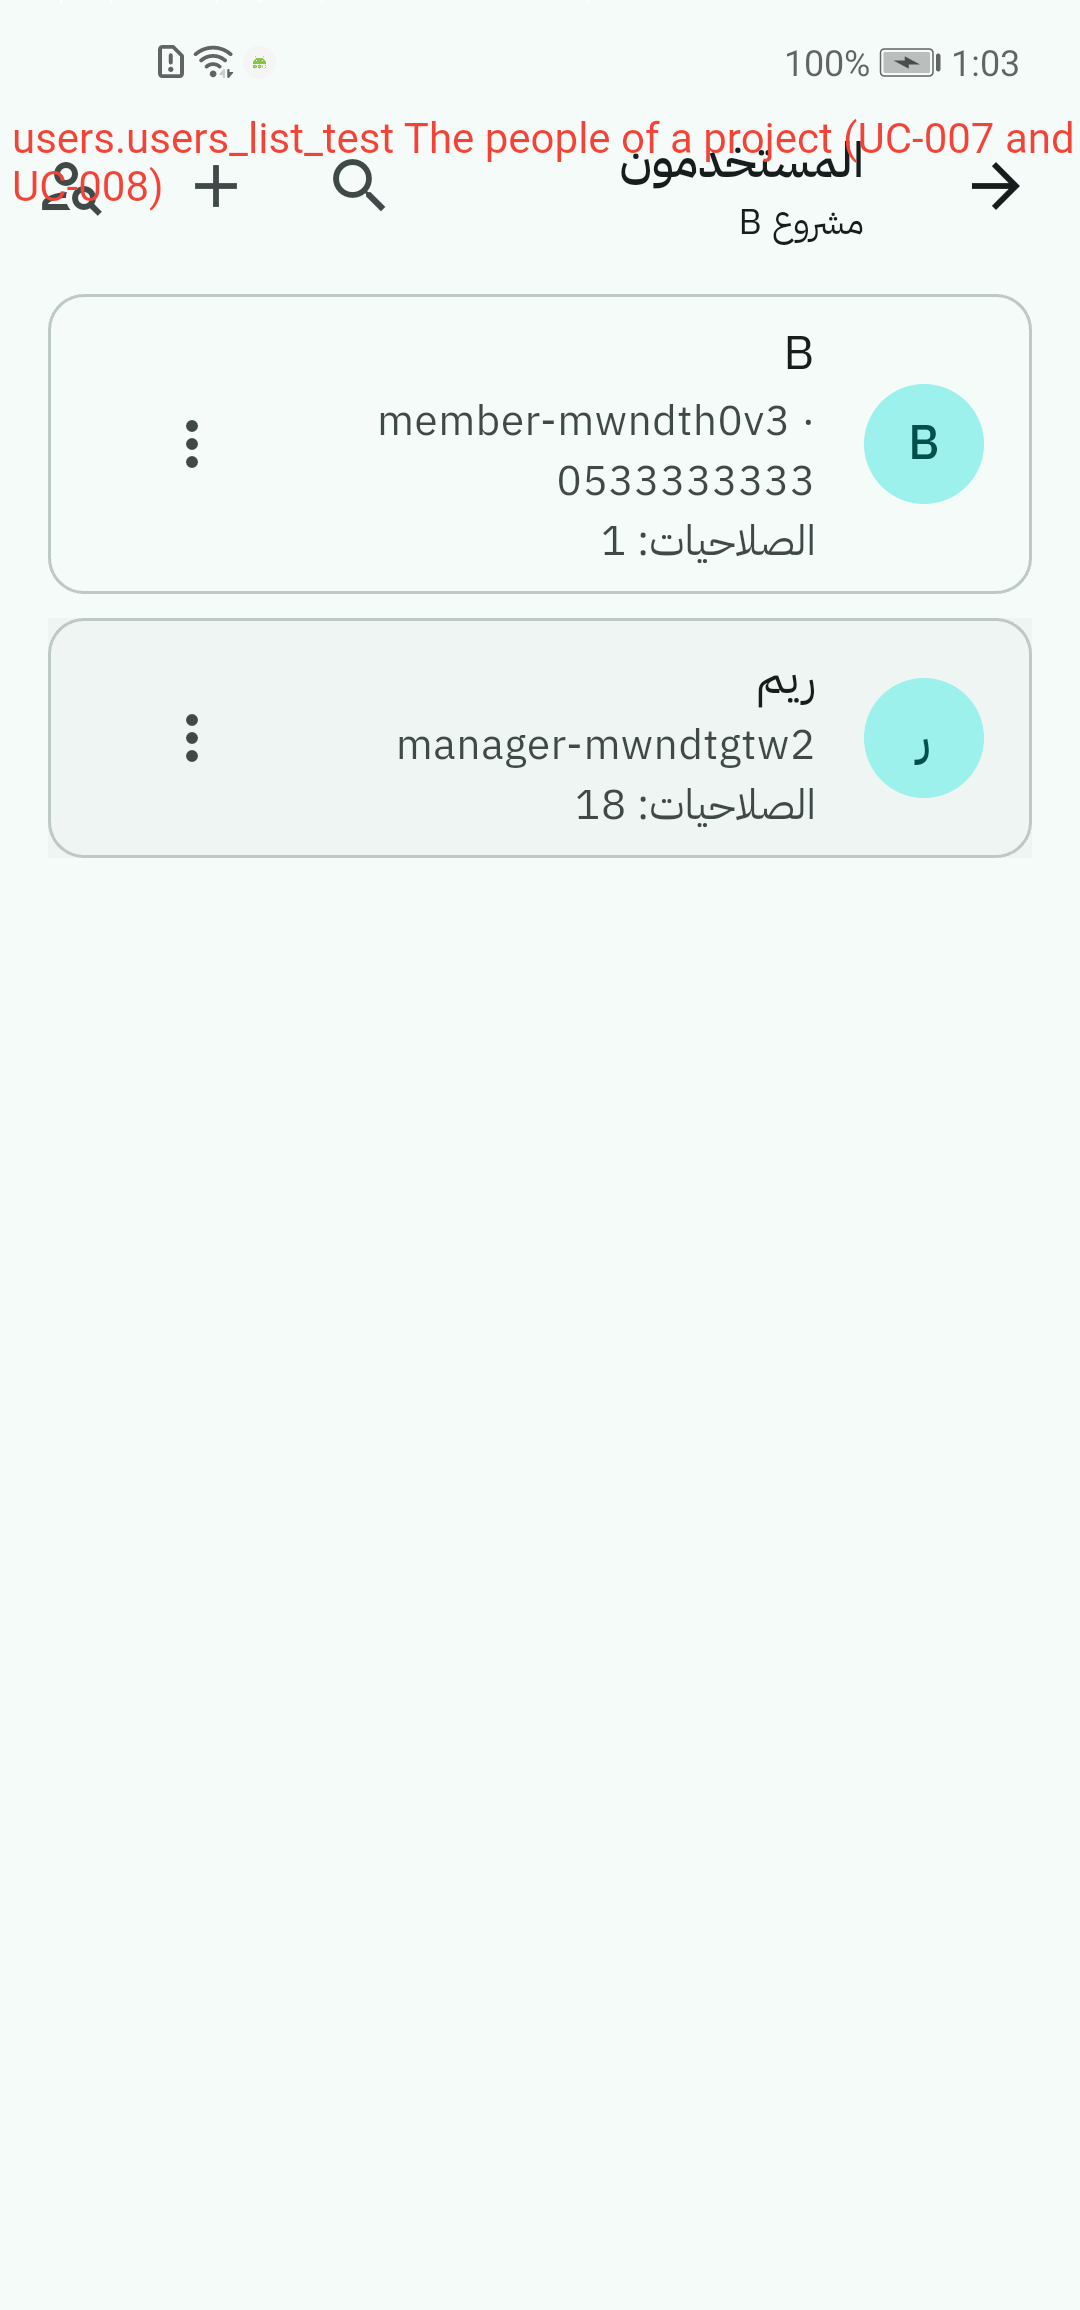 100% 1:03
users.users_list_test The people of a project (UC-007 and
UC-008)
المستخدمون
مشروع B
B
B
member-mwndth0v3 ·
0533333333
الصلاحيات: 1
ريم
ر
manager-mwndtgtw2
الصلاحيات: 18